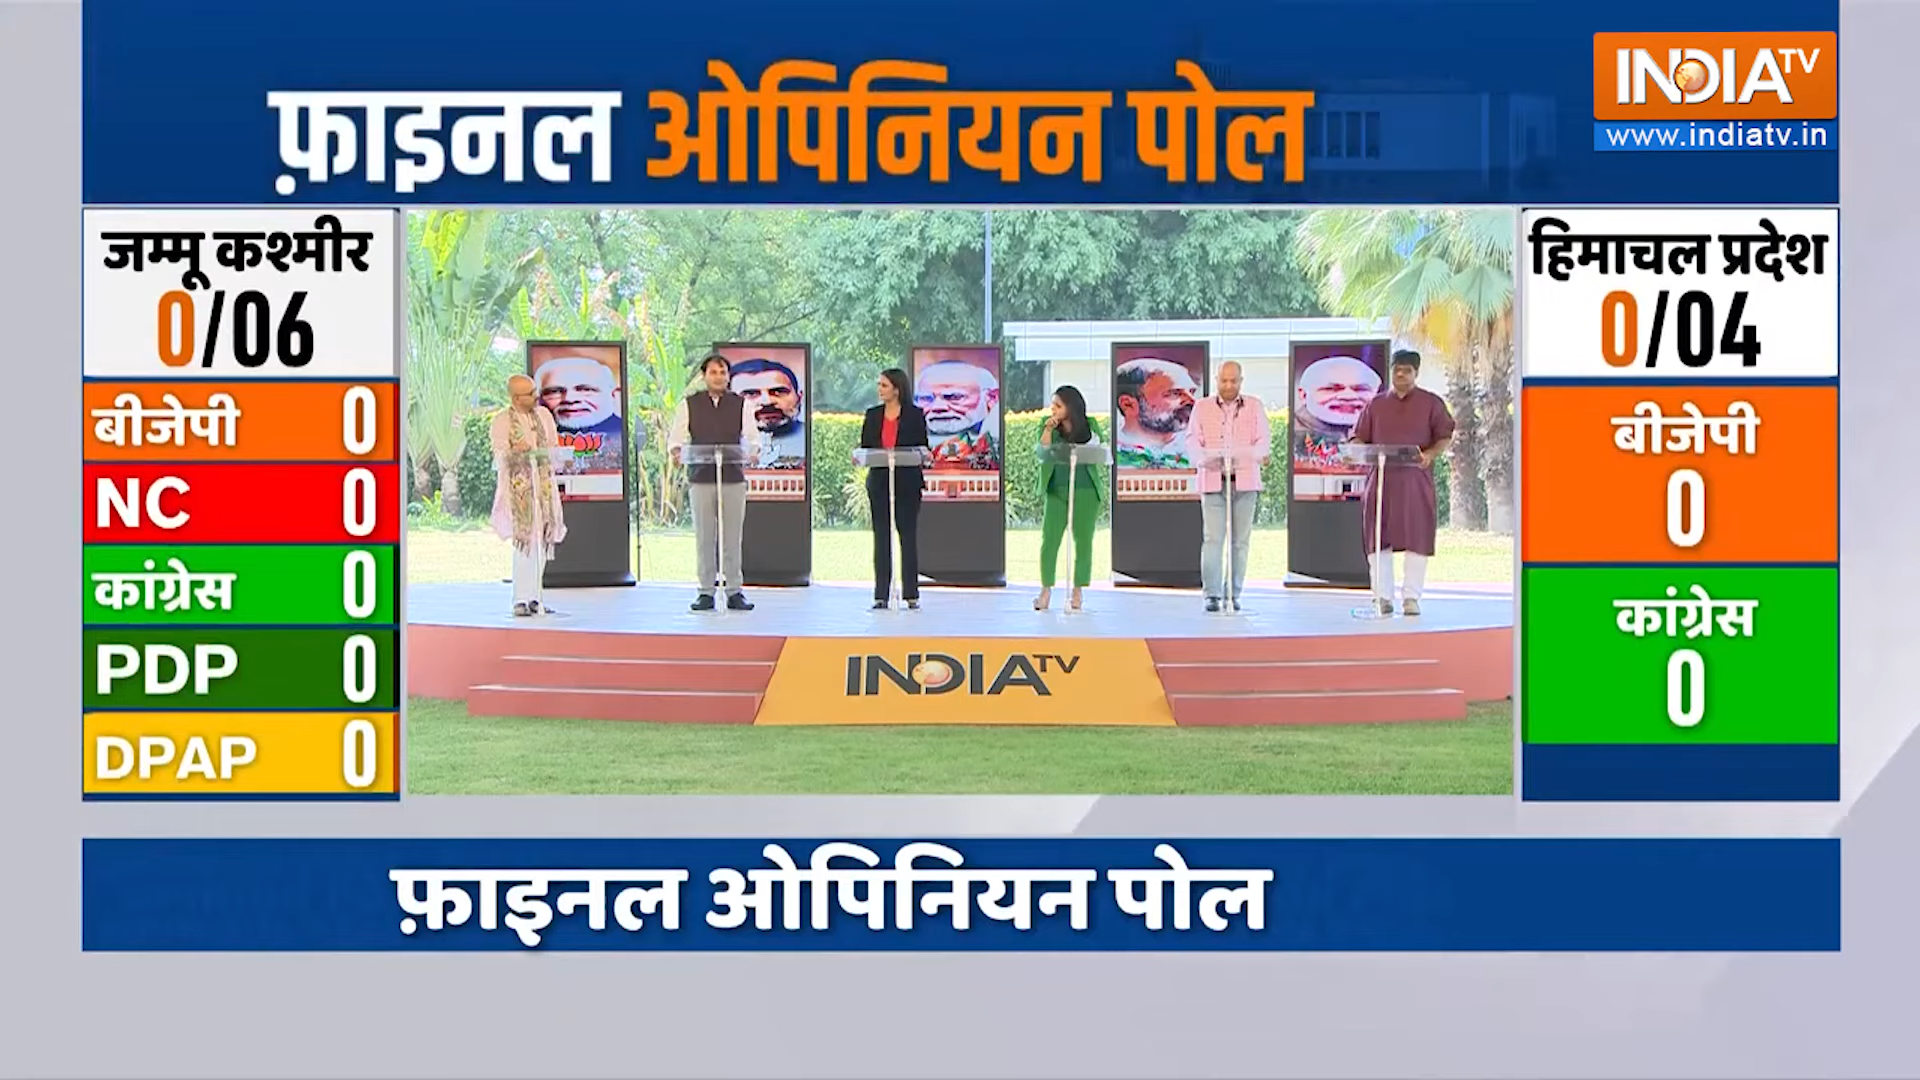 फ़ाइनल ओपिनियन पोल
INDIA TV
www.indiatv.in
जम्मू कश्मीर
0/06
बीजेपी 0
NC 0
कांग्रेस 0
PDP 0
DPAP 0
INDIA TV
हिमाचल प्रदेश
0/04
बीजेपी
0
कांग्रेस
0
फ़ाइनल ओपिनियन पोल